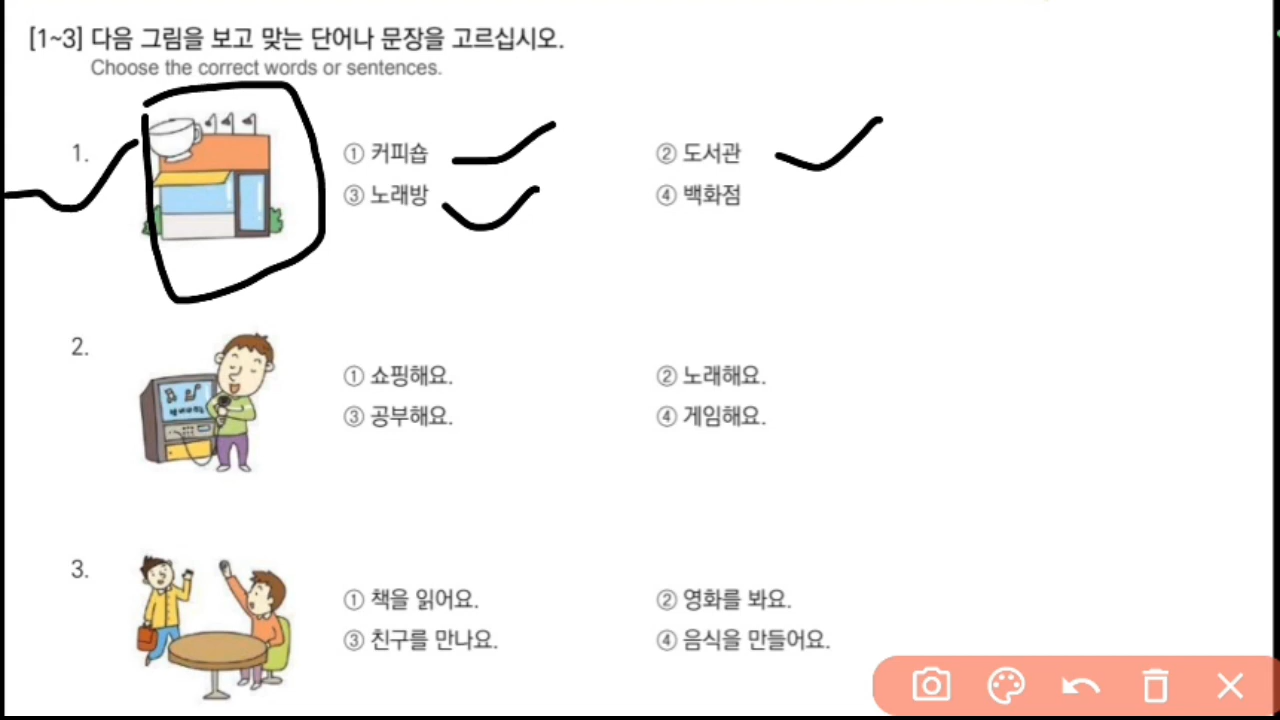 [1~3] 다음 그림을 보고 맞는 단어나 문장을 고르십시오.
Choose the correct words or sentences.
1.
① 커피숍 ② 도서관
③ 노래방 ④ 백화점
2.
① 쇼핑해요. ② 노래해요.
③ 공부해요. ④ 게임해요.
3.
① 책을 읽어요. ② 영화를 봐요.
③ 친구를 만나요. ④ 음식을 만들어요.